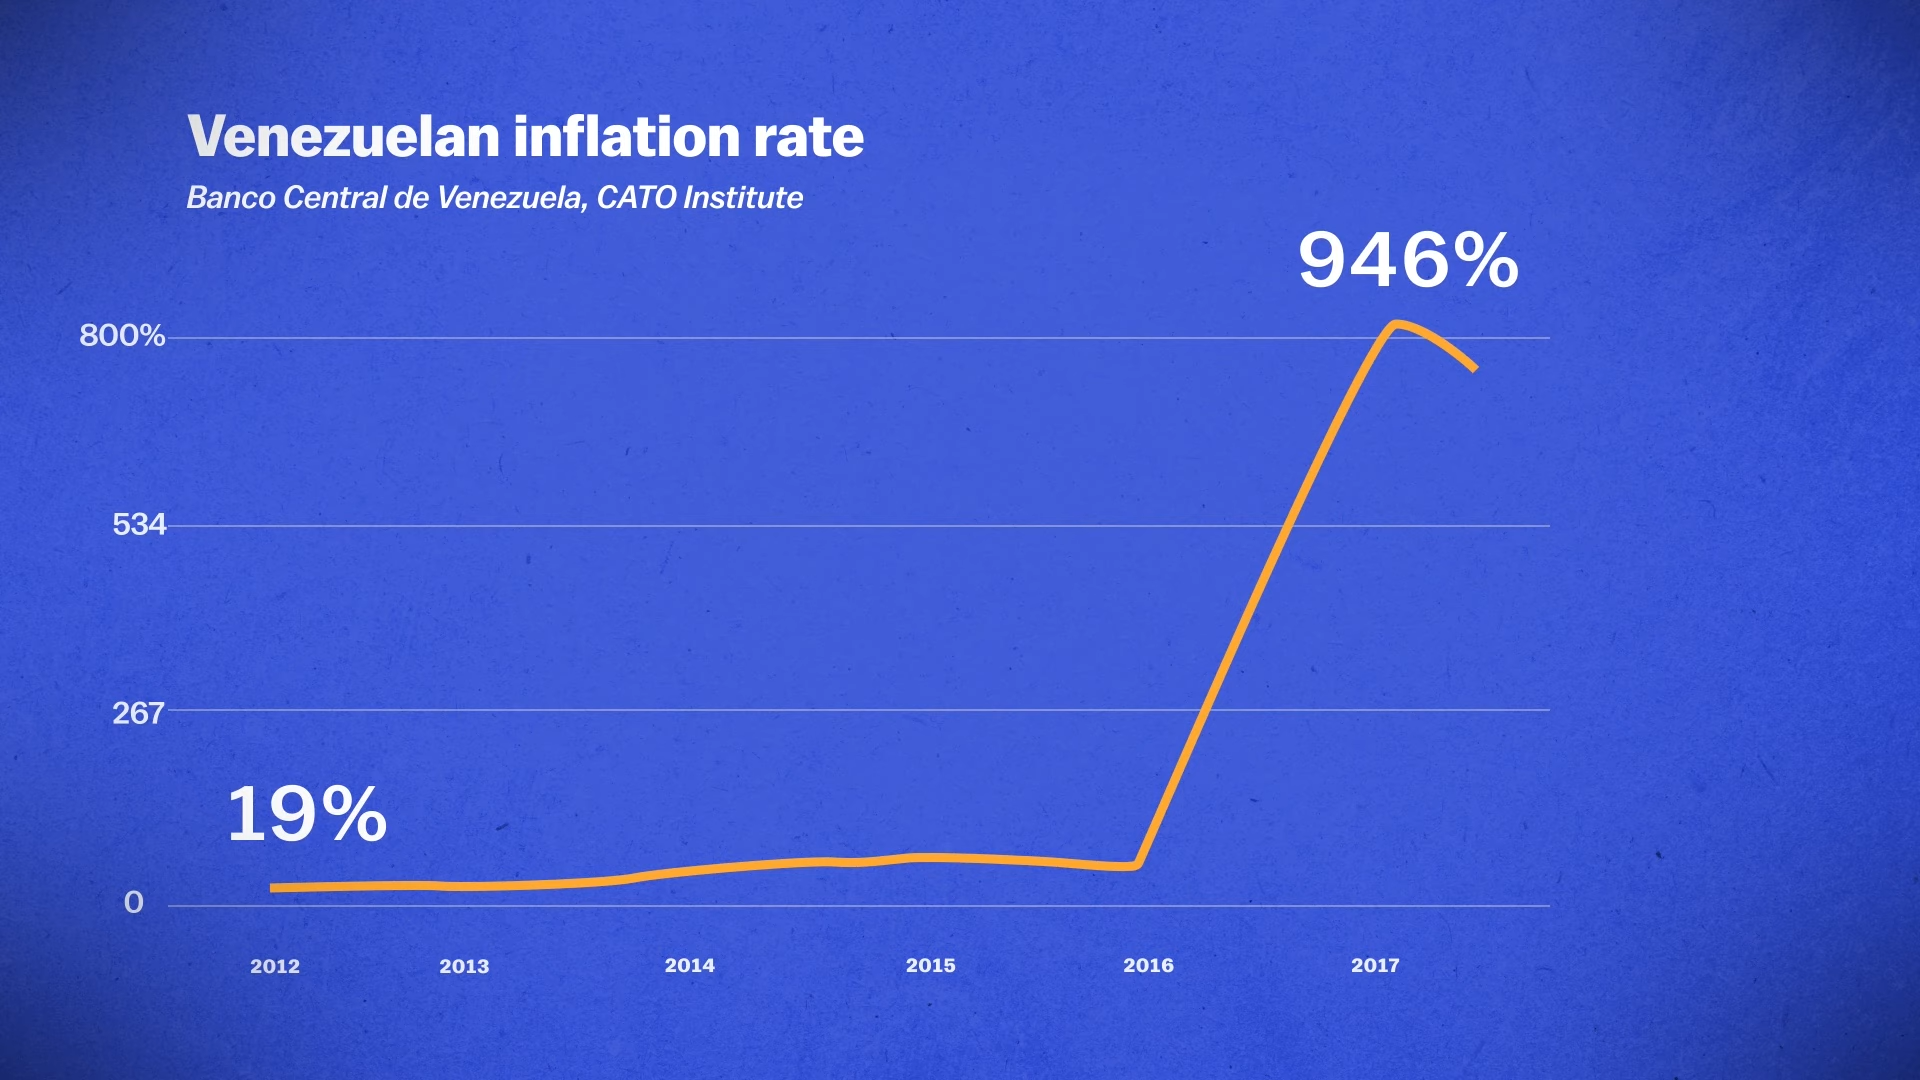 Venezuelan inflation rate
Banco Central de Venezuela, CATO Institute
946%
800%
534
267
19%
0
2012 2013 2014 2015 2016 2017